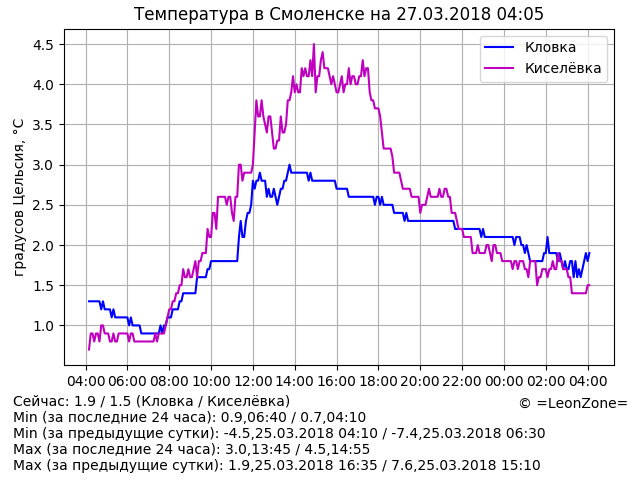 Температура в Смоленске на 27.03.2018 04:05
Кловка
Киселёвка
градусов Цельсия, °C
4.5
4.0
3.5
3.0
2.5
2.0
1.5
1.0
04:00 06:00 08:00 10:00 12:00 14:00 16:00 18:00 20:00 22:00 00:00 02:00 04:00
Сейчас: 1.9 / 1.5 (Кловка / Киселёвка)
© =LeonZone=
Min (за последние 24 часа): 0.9,06:40 / 0.7,04:10
Min (за предыдущие сутки): -4.5,25.03.2018 04:10 / -7.4,25.03.2018 06:30
Max (за последние 24 часа): 3.0,13:45 / 4.5,14:55
Max (за предыдущие сутки): 1.9,25.03.2018 16:35 / 7.6,25.03.2018 15:10